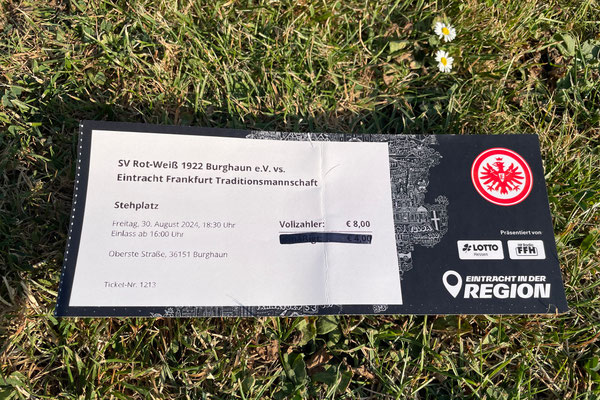 SV Rot-Weiß 1922 Burghaun e.V. vs.
Eintracht Frankfurt Traditionsmannschaft
Stehplatz
Freitag, 30. August 2024, 18:30 Uhr
Einlass ab 16:00 Uhr
Vollzahler: € 8,00
€ 4,00
Oberste Straße, 36151 Burghaun
Ticket-Nr. 1213
Präsentiert von
LOTTO
Hessen
FFH
EINTRACHT IN DER
REGION